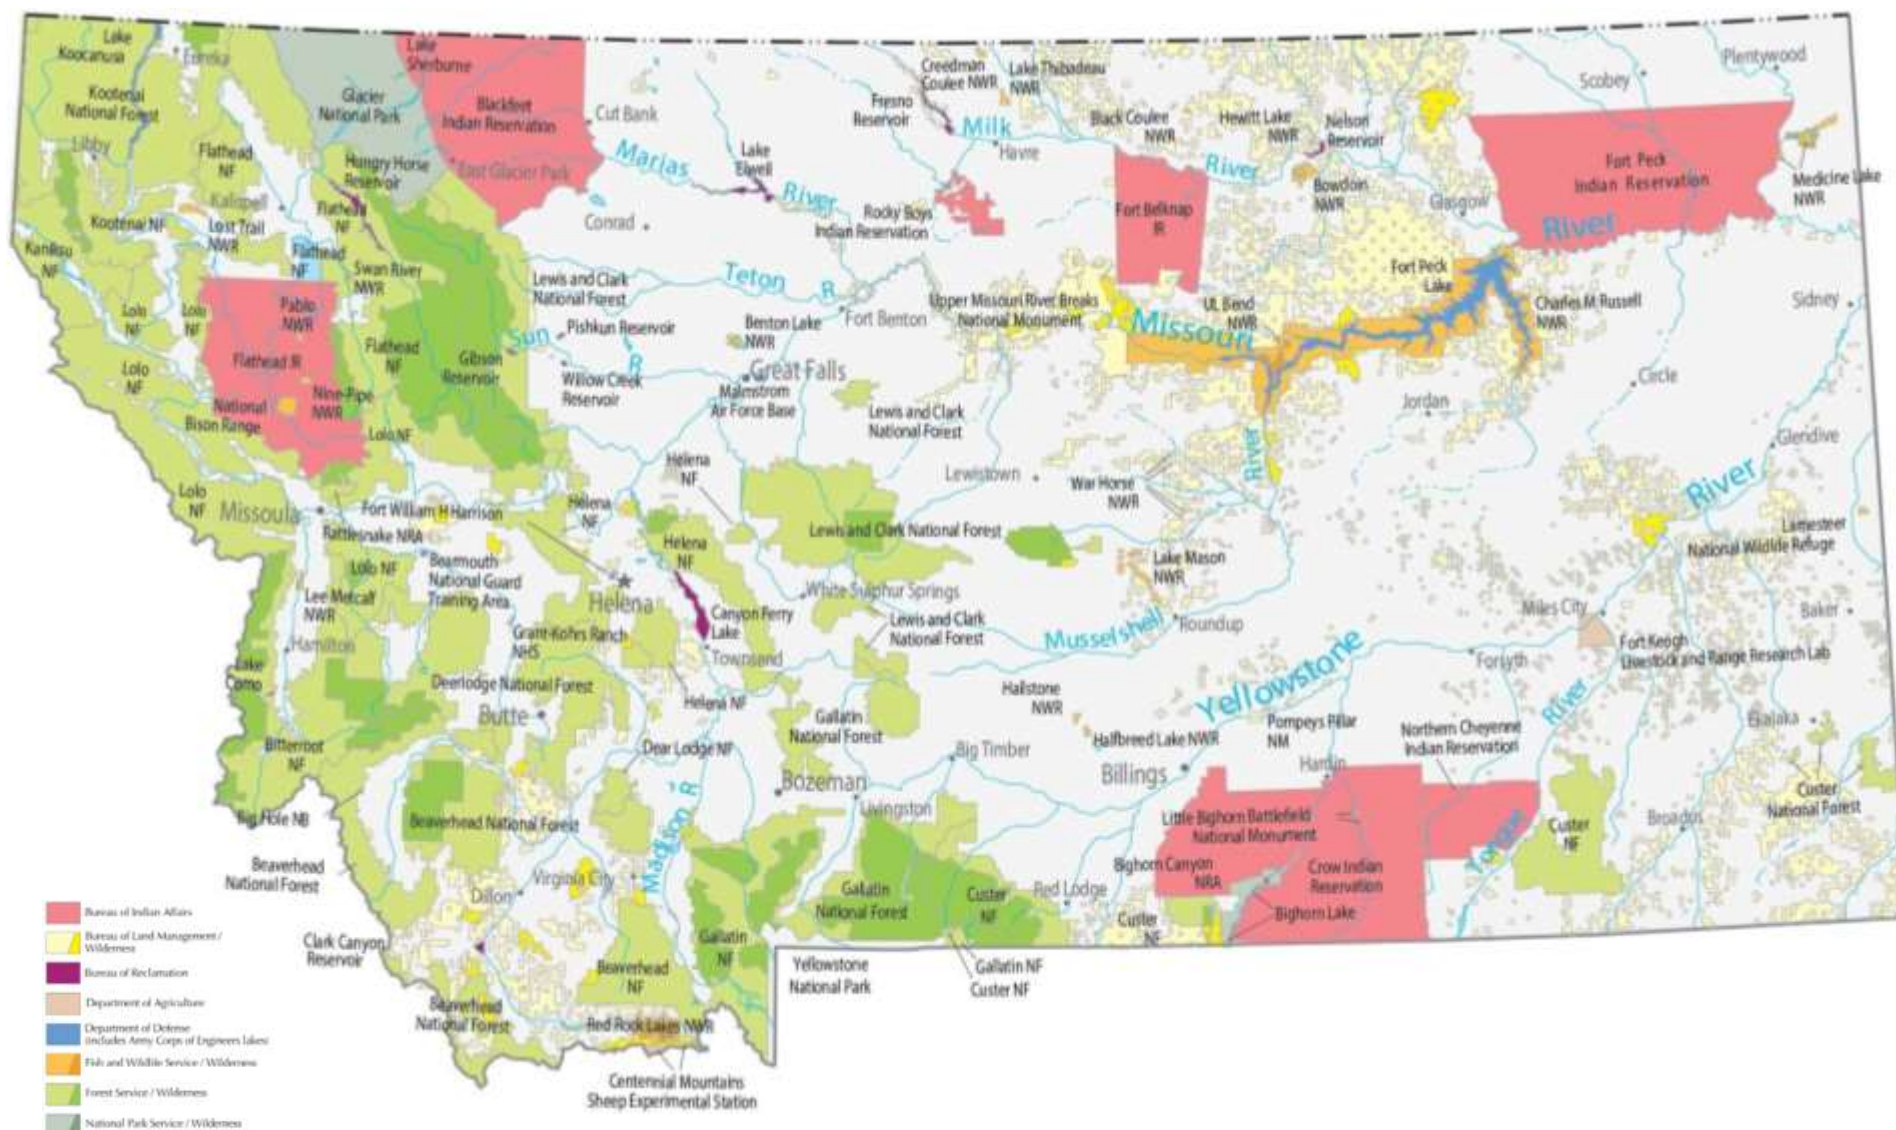 Lake
Koocanusa
Eureka
Kootenai
National Forest
Libby
Flathead
NF
Glacier
National Park
Lake
Sherburne
Blackfeet
Indian Reservation
East Glacier Park
Hungry Horse
Reservoir
Cut Bank
Marias
River
Lake
Elwell
Conrad
Creedman
Coulee NWR
Lake Thibadeau
NWR
Fresno
Reservoir
Milk
River
Havre
Black Coulee
NWR
Hewitt Lake
NWR
Nelson
Reservoir
Bowdoin
NWR
Glasgow
Scobey
Plentywood
Fort Peck
Indian Reservation
Medicine Lake
NWR
River
Rocky Boys
Indian Reservation
Fort Belknap
IR
Kalispell
Kootenai NF
Lost Trail
NWR
Flathead
NF
Flathead
NF
Swan River
NWR
Kaniksu
NF
Lolo
NF
Lolo
NF
Pablo
NWR
Flathead IR
Flathead
NF
Lolo
NF
National
Bison Range
Nine-Pipe
NWR
Lolo NF
Gibson
Reservoir
Lewis and Clark
National Forest
Teton R
Sun
R
Pishkun Reservoir
Willow Creek
Reservoir
Benton Lake
NWR
Fort Benton
Great Falls
Malmstrom
Air Force Base
Lewis and Clark
National Forest
Upper Missouri River Breaks
National Monument
Missouri
River
UL Bend
NWR
Fort Peck
Lake
Charles M Russell
NWR
Sidney
Circle
Jordan
Glendive
River
Lewistown
War Horse
NWR
Helena
NF
Lolo
NF
Missoula
Fort William H Harrison
Helena
NF
Rattlesnake NRA
Helena
NF
Lewis and Clark National Forest
Lake Mason
NWR
Lamesteer
National Wildlide Refuge
Lolo NF
Bearmouth
National Guard
Training Area
Lee Metcalf
NWR
Helena
White Sulphur Springs
Canyon Ferry
Lake
Grant-Kohrs Ranch
NHS
Townsend
Lewis and Clark
National Forest
Musselshell
Roundup
Miles City
Baker
Fort Keogh
Livestock and Range Research Lab
Hamilton
Lake
Como
Deerlodge National Forest
Helena NF
Butte
Gallatin
National Forest
Hailstone
NWR
Yellowstone
Forsyth
River
Bitterroot
NF
Dear Lodge NF
Big Timber
Halfbreed Lake NWR
Pompeys Pillar
NM
Northern Cheyenne
Indian Reservation
Ekalaka
Bozeman
Billings
Hardin
Custer
National Forest
Big Hole NB
Beaverhead National Forest
Madison R
Livingston
Little Bighorn Battlefield
National Monument
Tongue
Custer
NF
Broadus
Beaverhead
National Forest
Dillon
Virginia City
Gallatin
National Forest
Custer
NF
Red Lodge
Bighorn Canyon
NRA
Crow Indian
Reservation
Bighorn Lake
Custer
NF
Clark Canyon
Reservoir
Gallatin
NF
Beaverhead
NF
Yellowstone
National Park
Gallatin NF
Custer NF
Beaverhead
National Forest
Red Rock Lakes NWR
Centennial Mountains
Sheep Experimental Station
Bureau of Indian Affairs
Bureau of Land Management /
Wilderness
Bureau of Reclamation
Department of Agriculture
Department of Defense
(includes Army Corps of Engineers lakes)
Fish and Wildlife Service / Wilderness
Forest Service / Wilderness
National Park Service / Wilderness